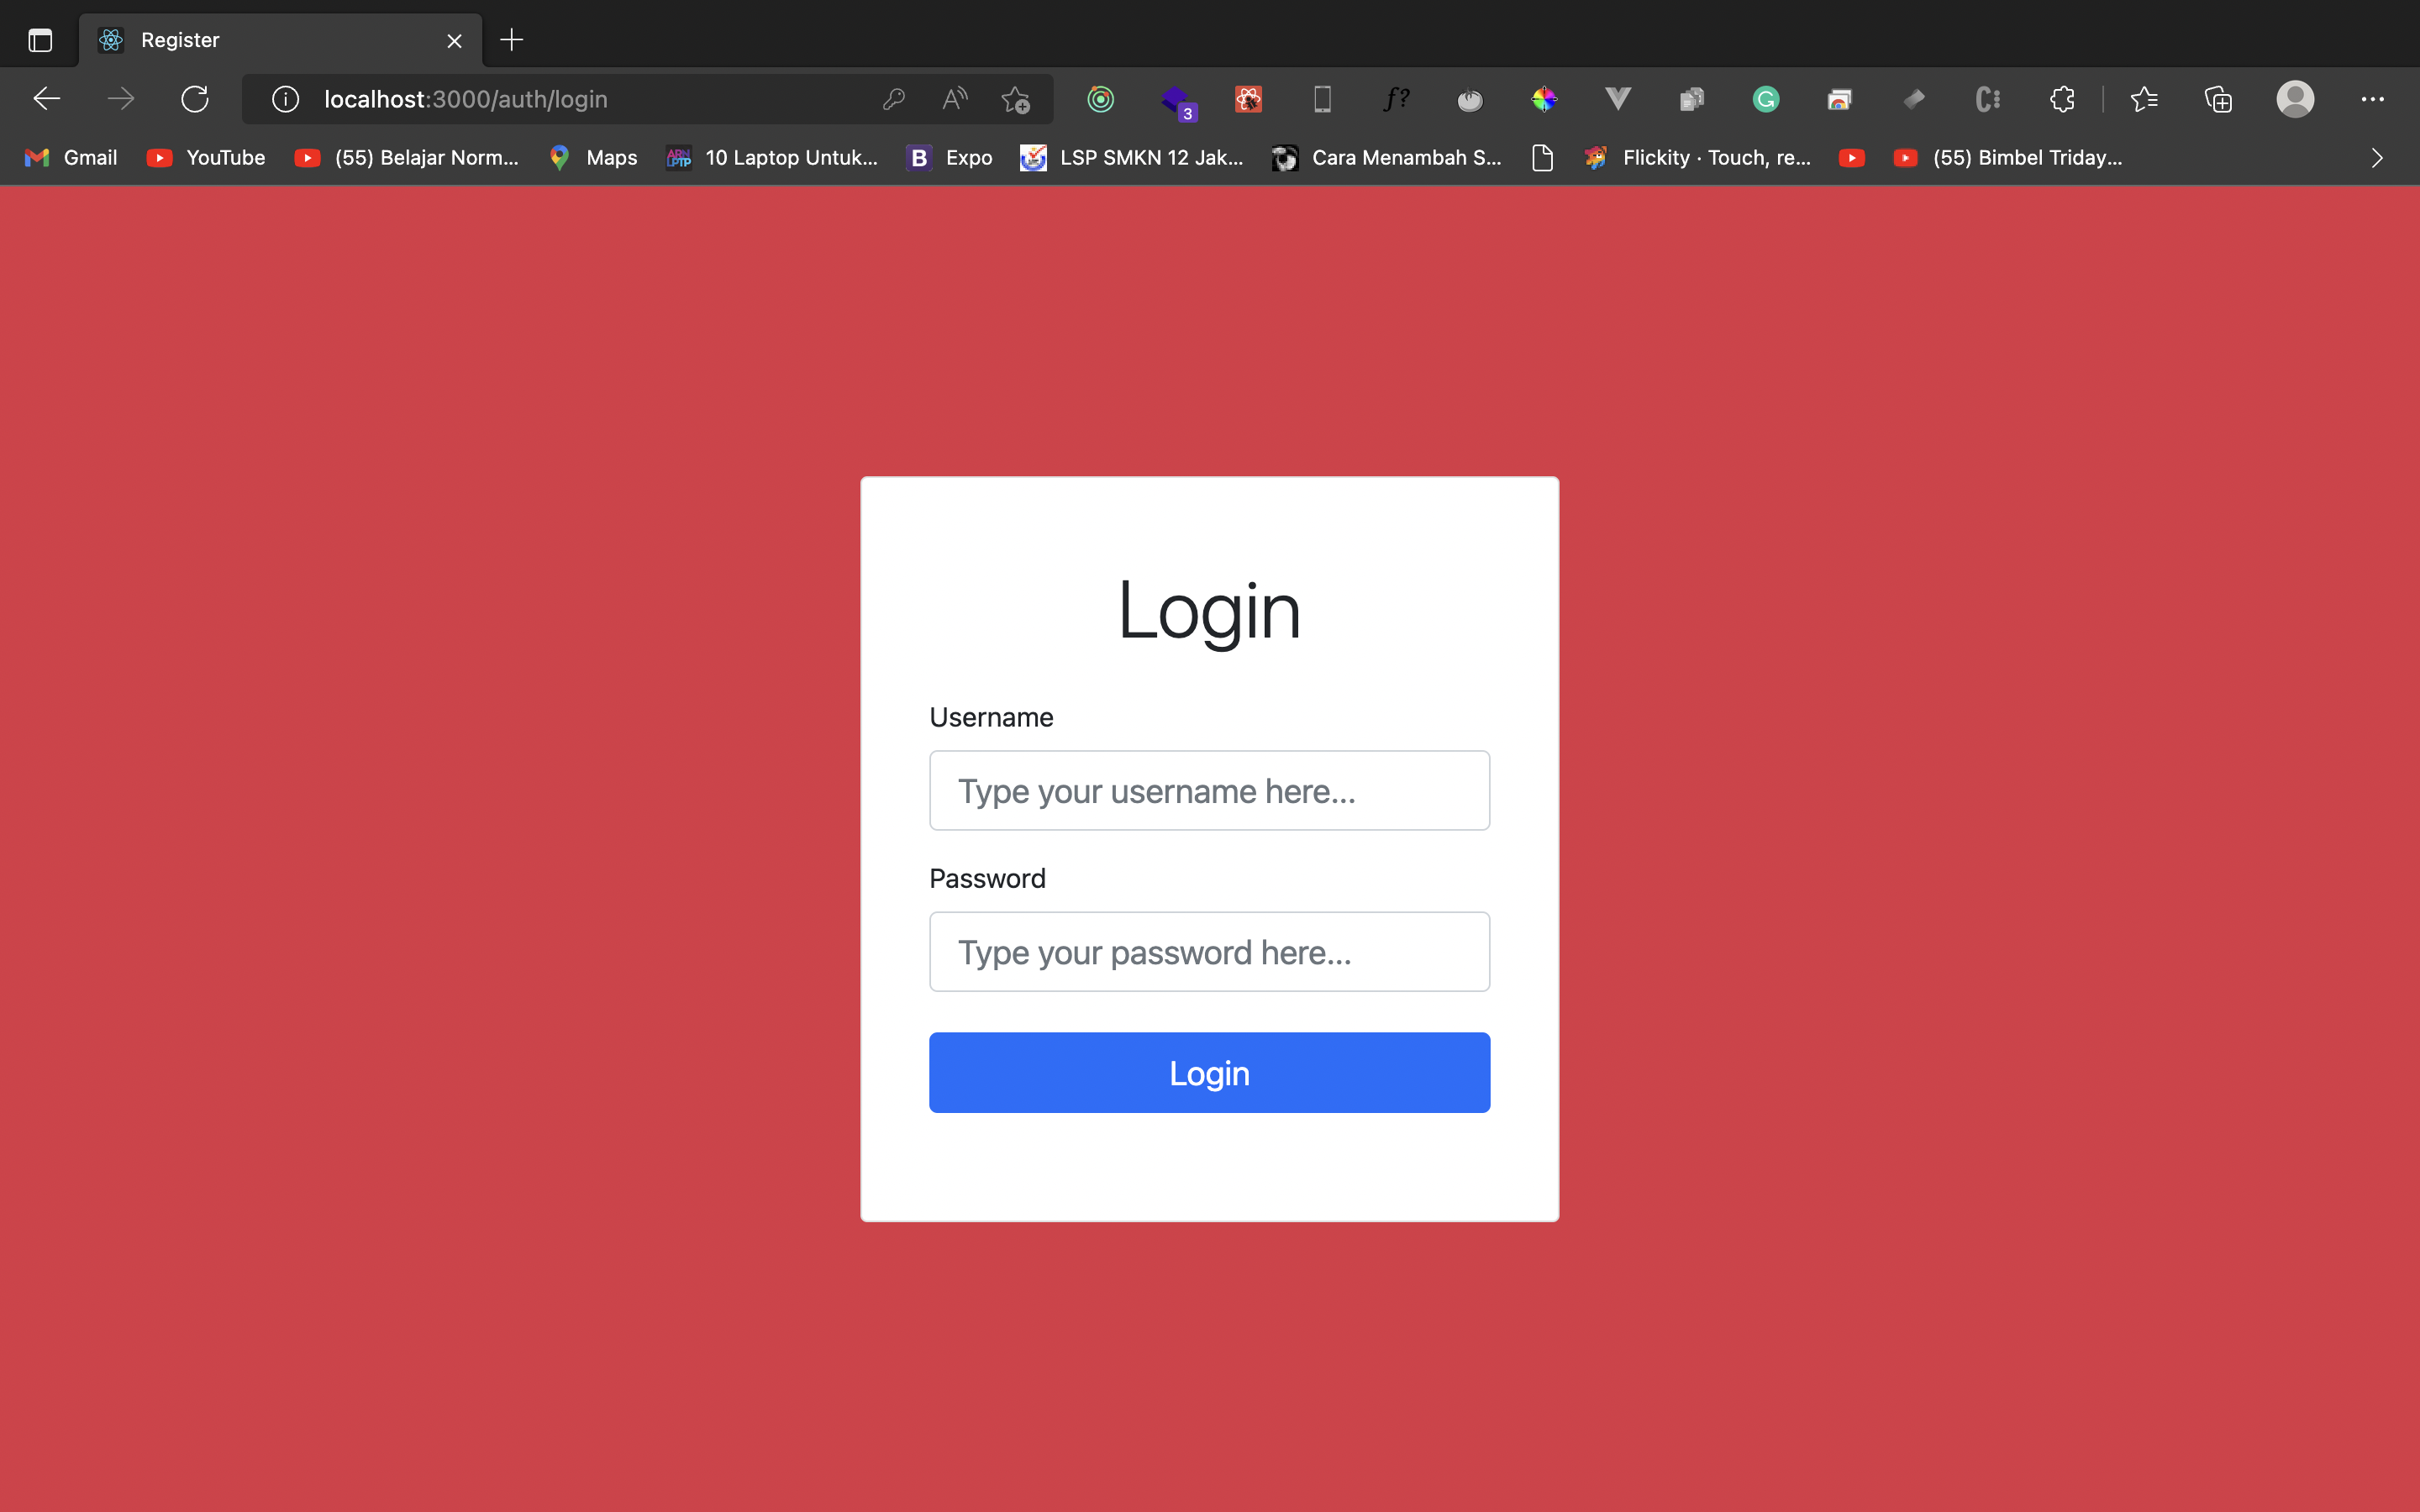 Register
localhost:3000/auth/login
3
f?
Gmail
YouTube
(55) Belajar Norm...
Maps
10 Laptop Untuk...
B
Expo
LSP SMKN 12 Jak...
Cara Menambah S...
Flickity · Touch, re...
(55) Bimbel Triday...
Login
Username
Type your username here...
Password
Type your password here...
Login